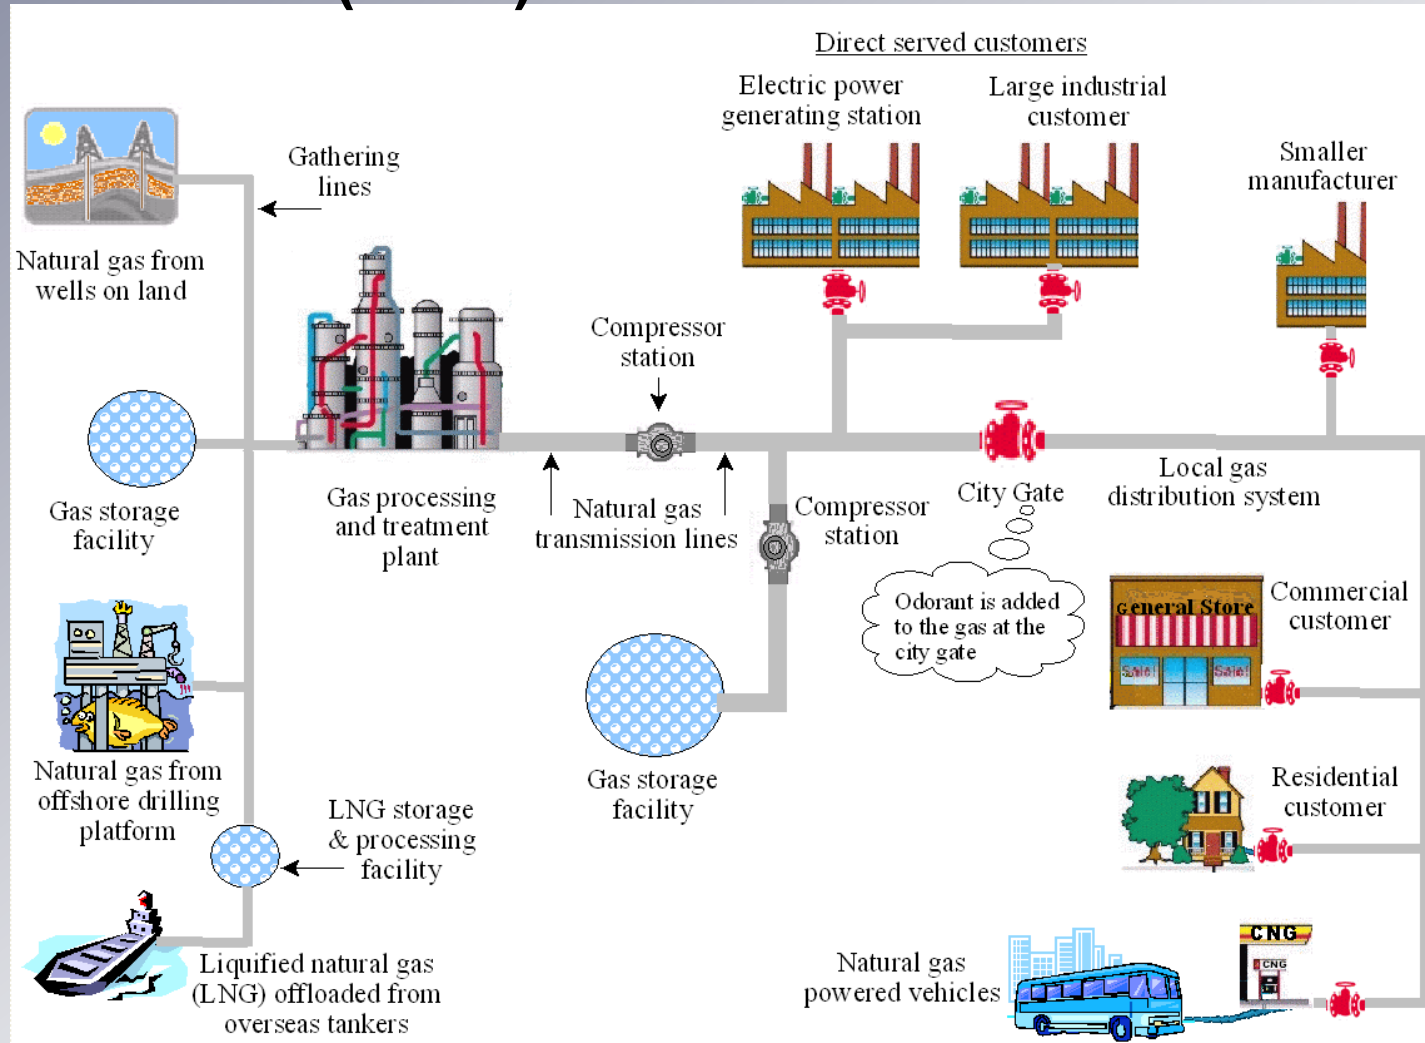 Direct served customers
Electric power
generating station
Large industrial
customer
Smaller
manufacturer
Gathering
lines
Natural gas from
wells on land
Compressor
station
Gas storage
facility
Gas processing
and treatment
plant
Natural gas
transmission lines
Compressor
station
City Gate
Local gas
distribution system
Odorant is added
to the gas at the
city gate
General Store
Sale!
Sale!
Commercial
customer
Natural gas from
offshore drilling
platform
LNG storage
& processing
facility
Gas storage
facility
Residential
customer
Liquified natural gas
(LNG) offloaded from
overseas tankers
Natural gas
powered vehicles
CNG
CNG